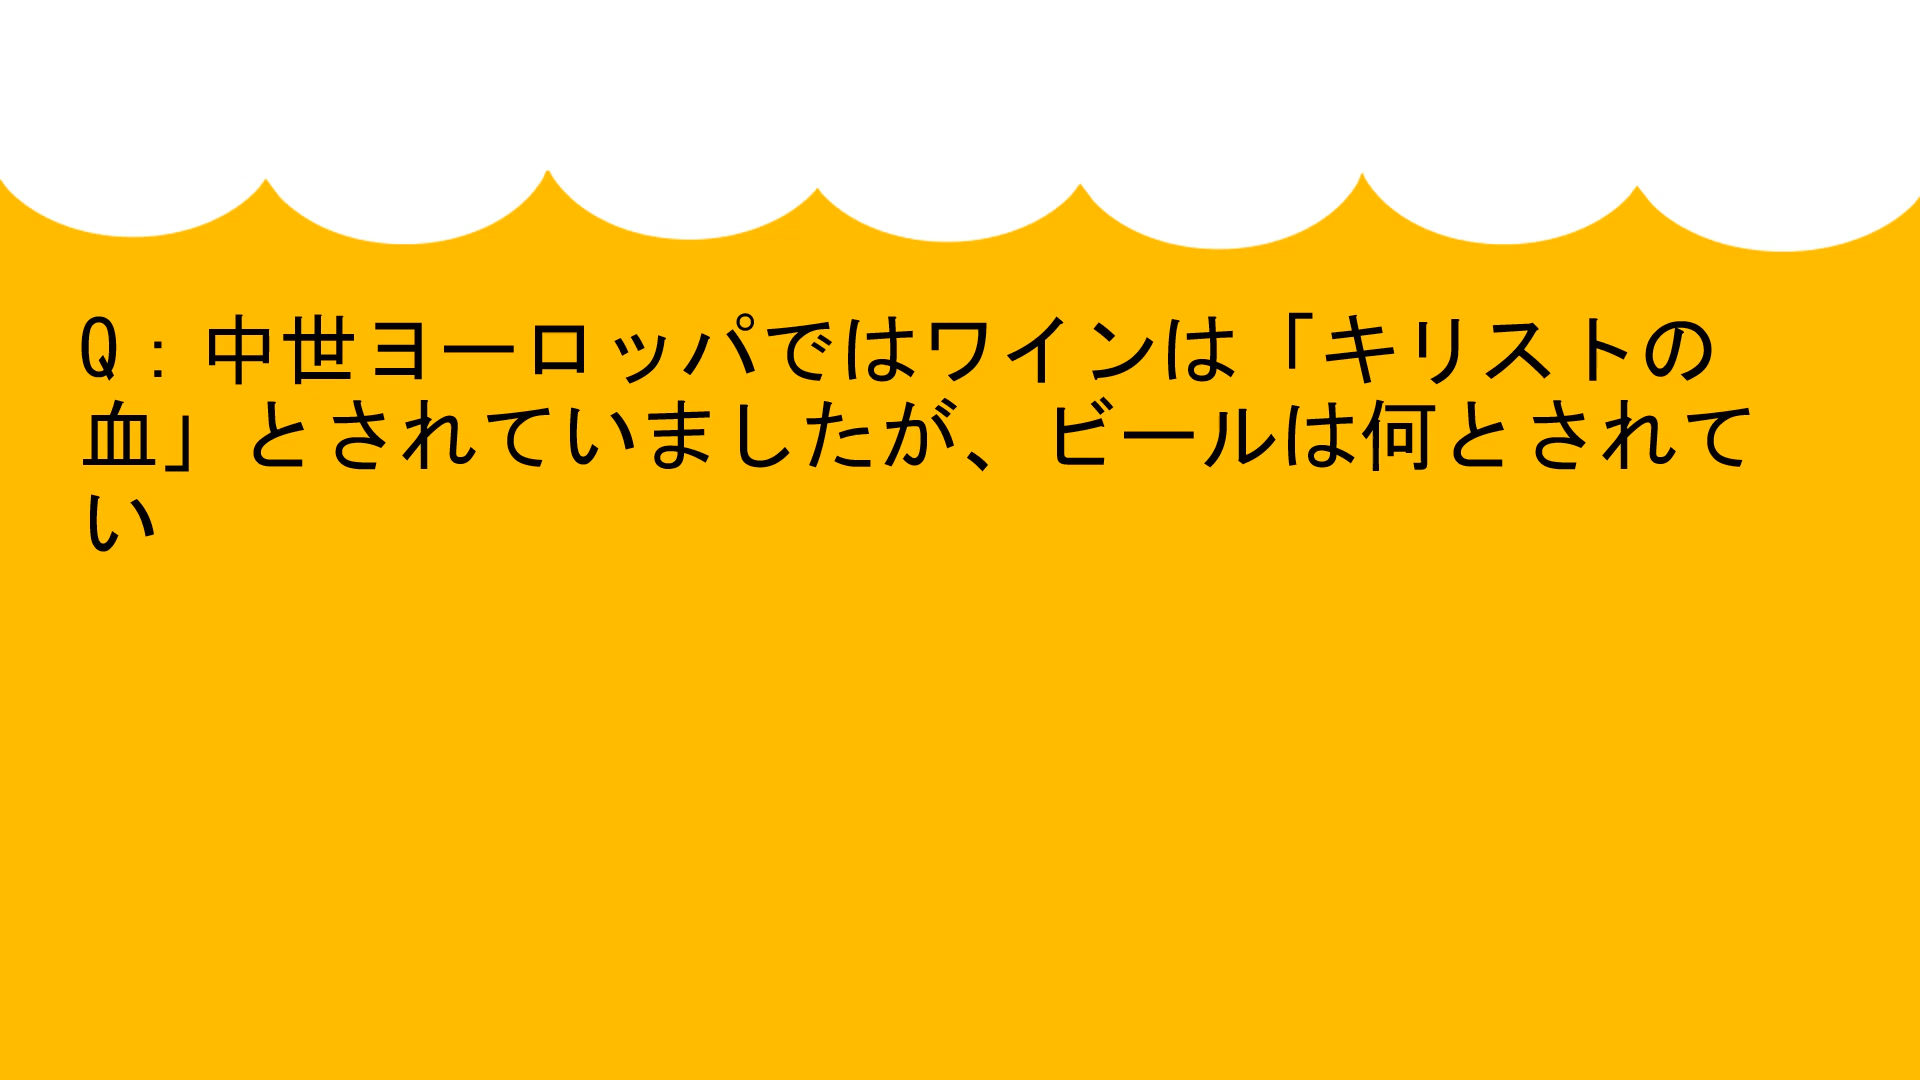 Q：中世ヨーロッパではワインは「キリストの
血」とされていましたが、ビールは何とされて
い